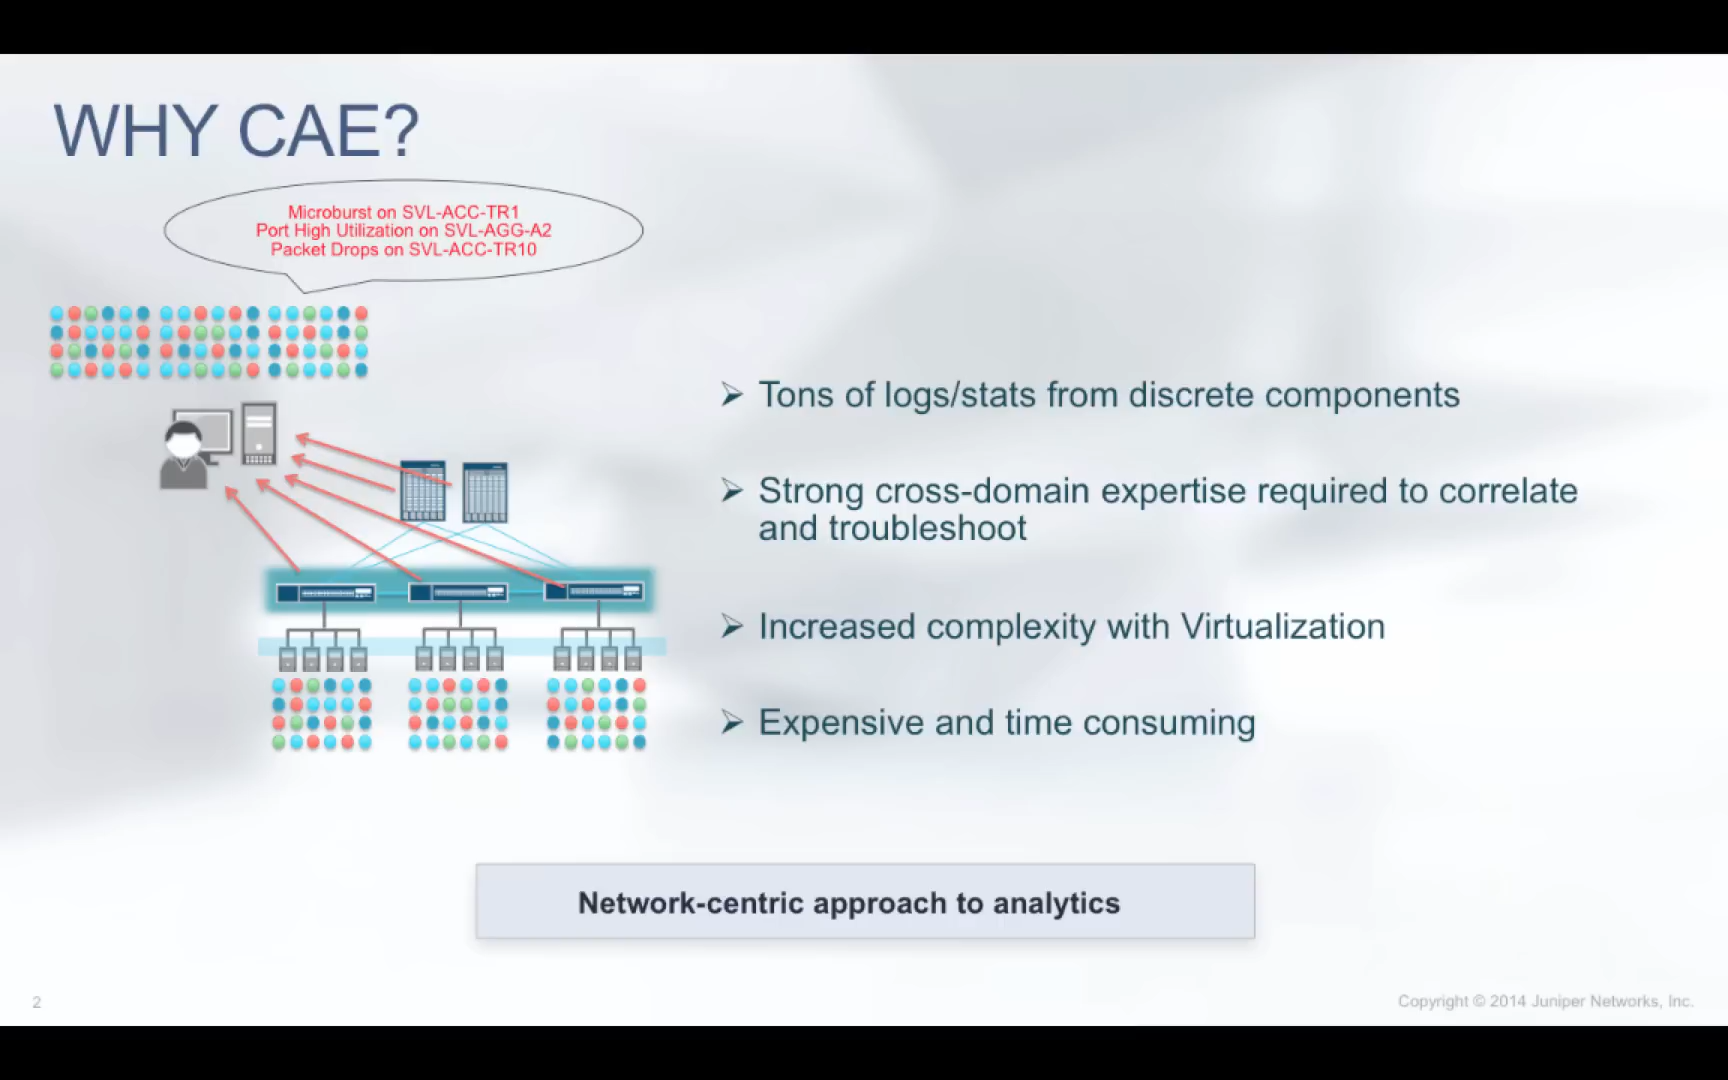 WHY CAE?
Microburst on SVL-ACC-TR1
Port High Utilization on SVL-AGG-A2
Packet Drops on SVL-ACC-TR10
Tons of logs/stats from discrete components
Strong cross-domain expertise required to correlate
and troubleshoot
Increased complexity with Virtualization
Expensive and time consuming
Network-centric approach to analytics
2
Copyright © 2014 Juniper Networks, Inc.